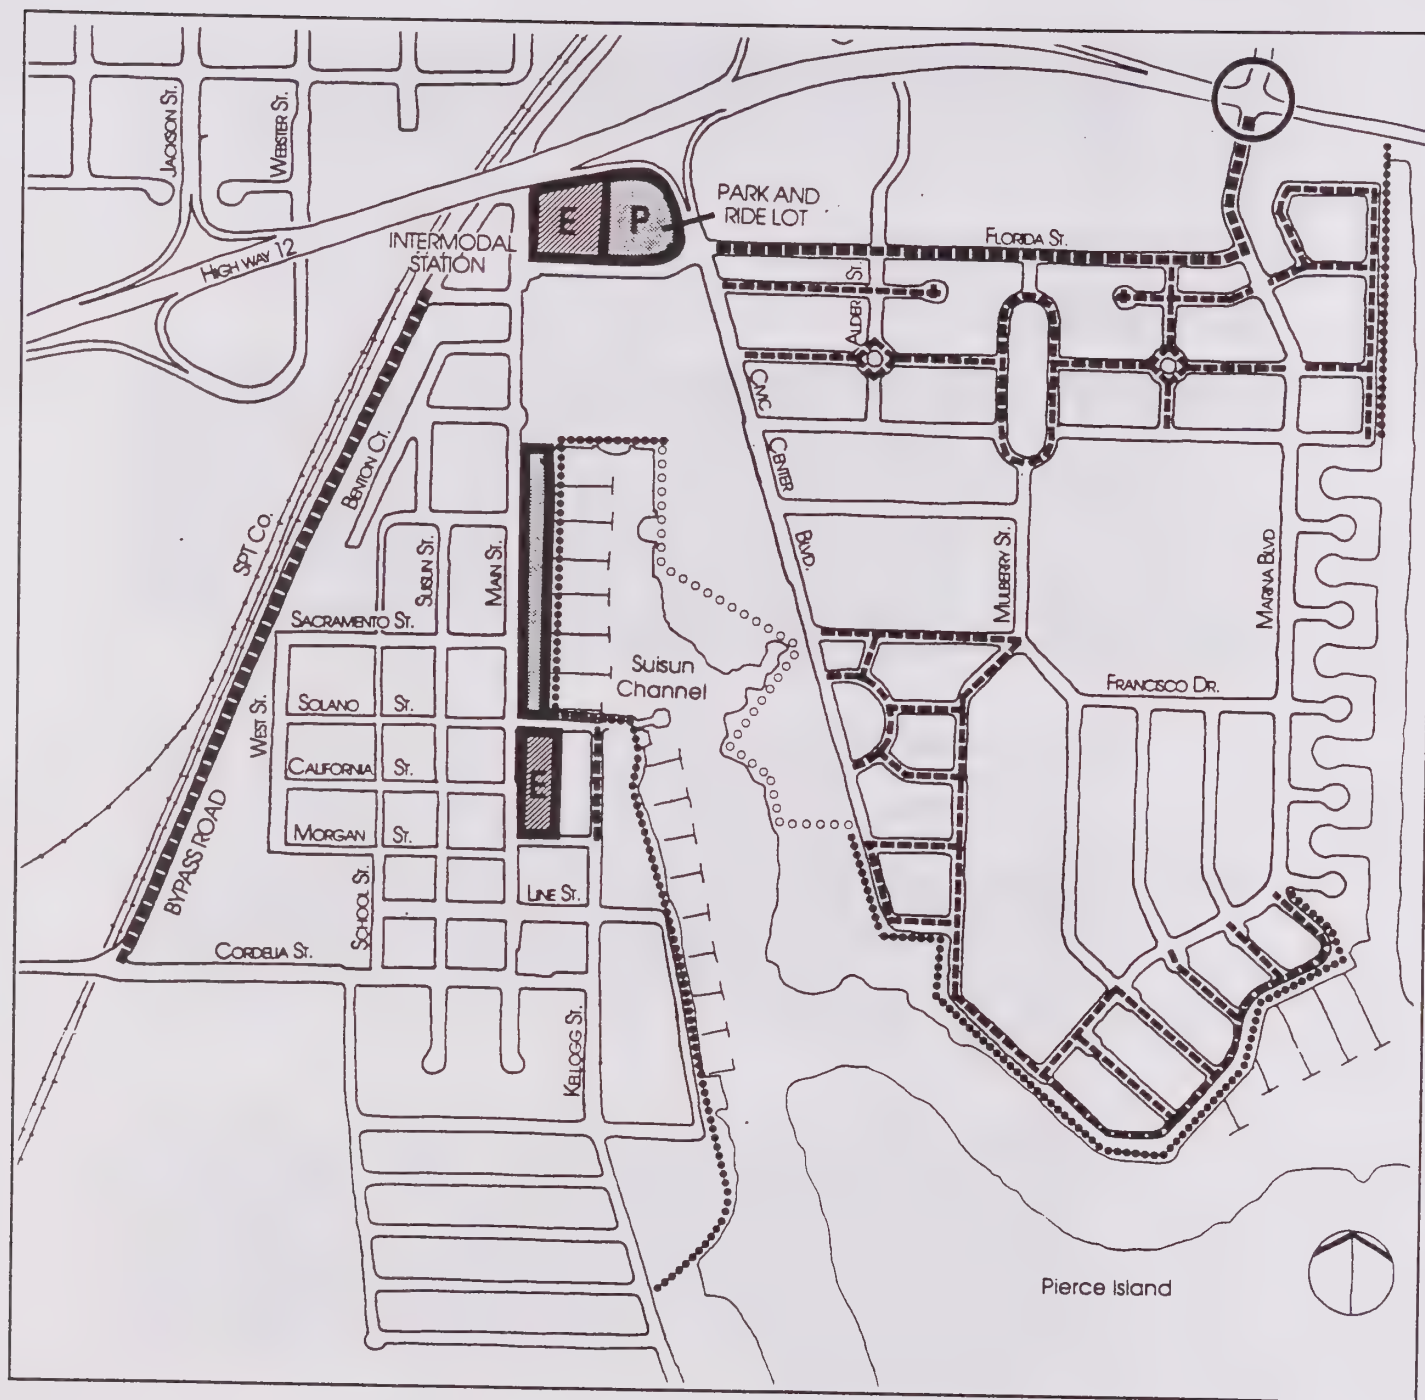 JACKSON ST.
WEBSTER ST.
HIGHWAY 12
INTERMODAL
STATION
E
P
PARK AND
RIDE LOT
FLORIDA ST.
ALDER ST.
CIVIC
CENTER
BLVD.
MULBERRY ST.
MARINA BLVD
FRANCISCO DR.
SPT CO.
BENTON CT.
SUISUN ST.
MAIN ST.
SACRAMENTO ST.
Suisun
Channel
WEST ST.
SOLANO ST.
CALIFORNIA ST.
MORGAN ST.
E
BYPASS ROAD
SCHOOL ST.
LINE ST.
CORDELIA ST.
KELLOGG ST.
Pierce Island